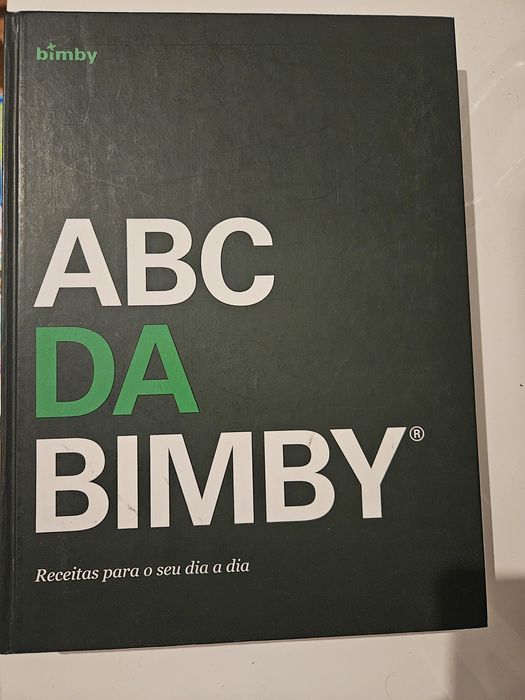 bimby
ABC
DA
BIMBY®
Receitas para o seu dia a dia